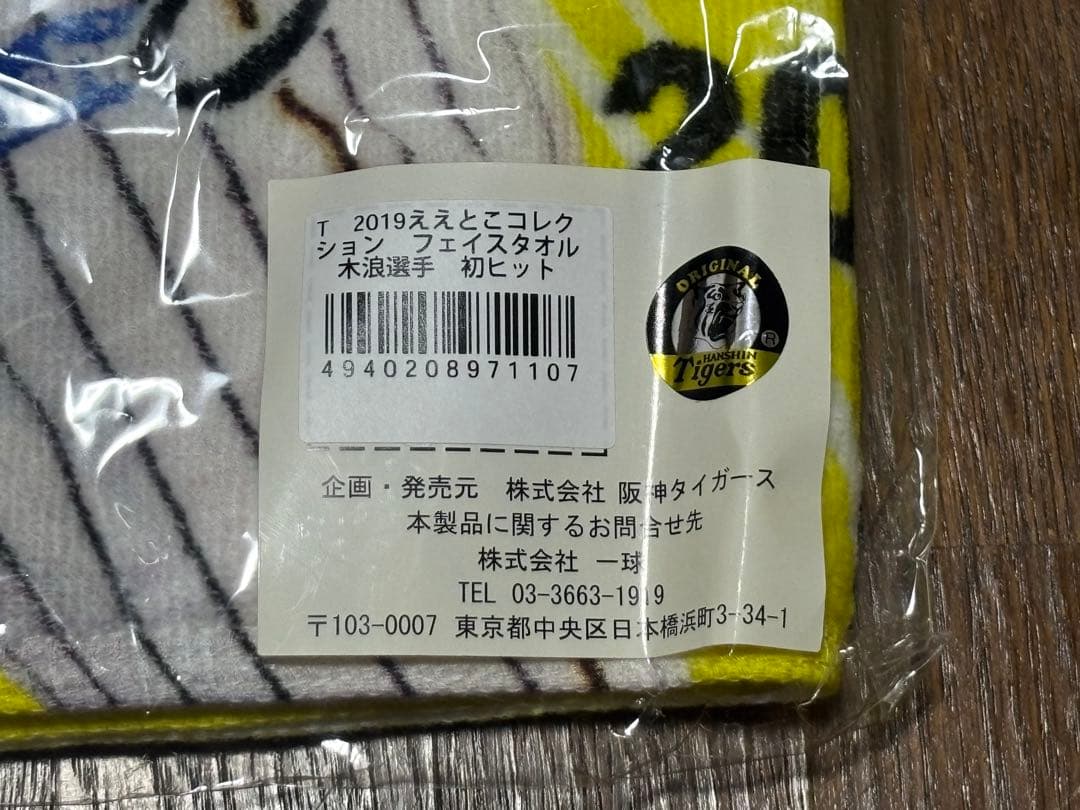 20
T 2019ええとこコレク
ション フェイスタオル
木浪選手 初ヒット
4940208971107
ORIGINAL
HANSHIN
Tigers
R
企画・発売元 株式会社 阪神タイガース
本製品に関するお問合せ先
株式会社 一球
TEL 03-3663-1919
〒103-0007 東京都中央区日本橋浜町3-34-1